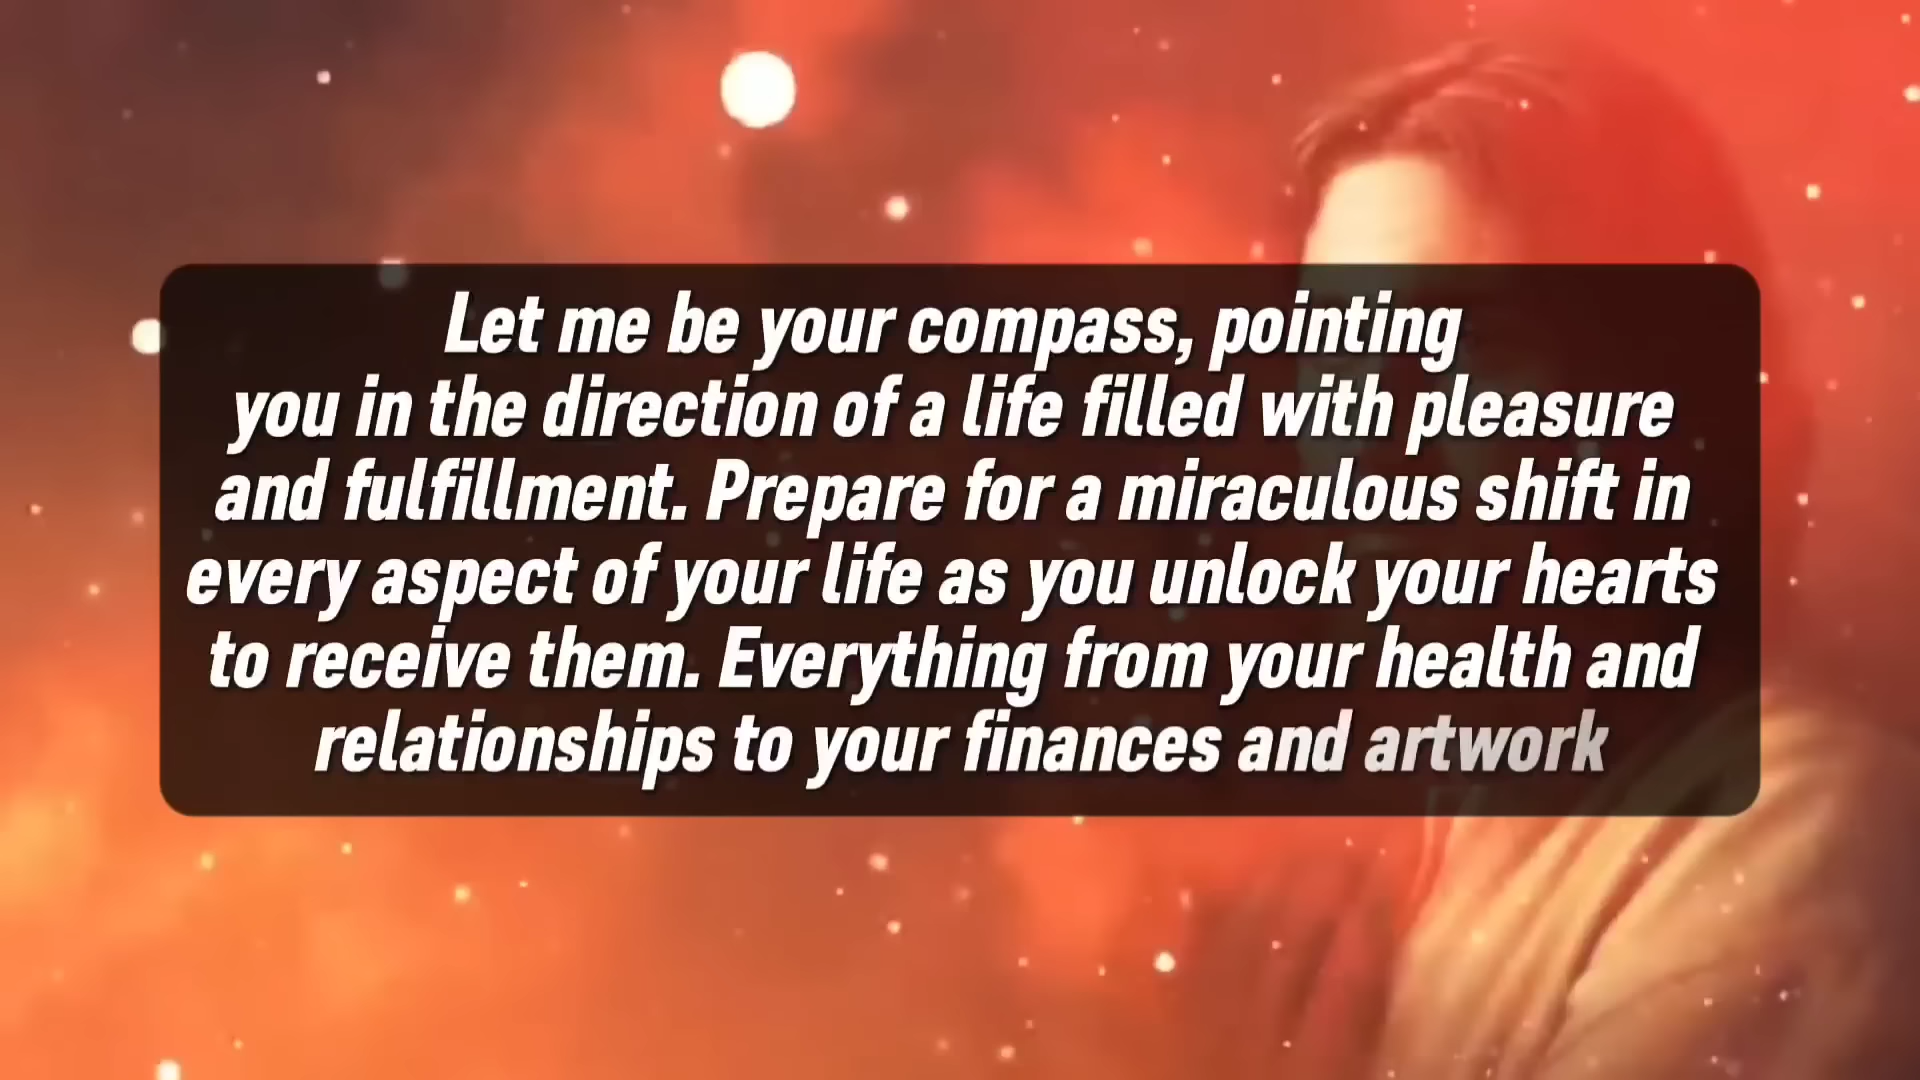 Let me be your compass, pointing
you in the direction of a life filled with pleasure
and fulfillment. Prepare for a miraculous shift in
every aspect of your life as you unlock your hearts
to receive them. Everything from your health and
relationships to your finances and artwork